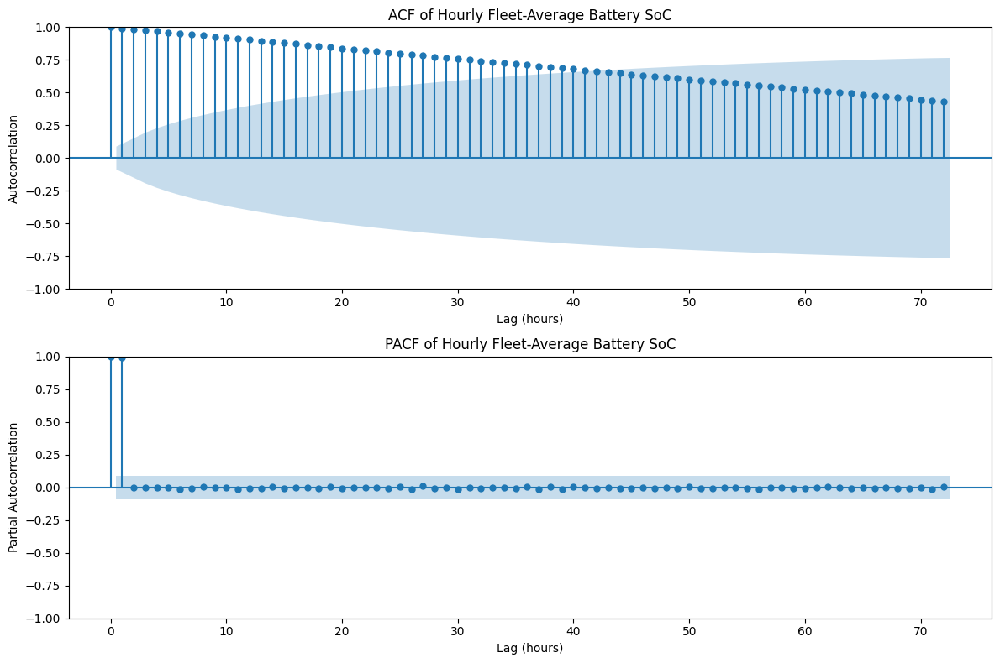 ACF of Hourly Fleet-Average Battery SoC
1.00
0.75
0.50
0.25
0.00
−0.25
−0.50
−0.75
−1.00
Autocorrelation
0 10 20 30 40 50 60 70
Lag (hours)
PACF of Hourly Fleet-Average Battery SoC
1.00
0.75
0.50
0.25
0.00
−0.25
−0.50
−0.75
−1.00
Partial Autocorrelation
0 10 20 30 40 50 60 70
Lag (hours)